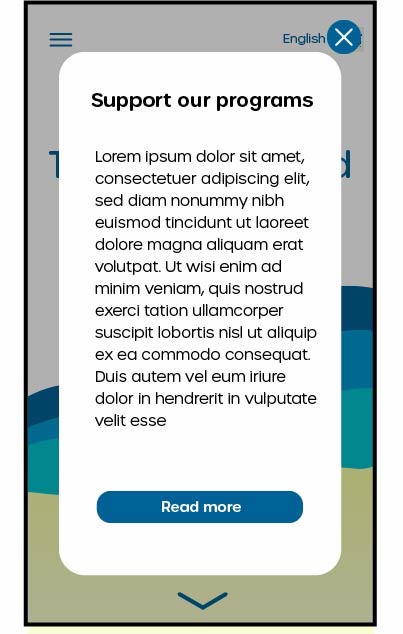 English
Support our programs
Lorem ipsum dolor sit amet,
consectetuer adipiscing elit,
sed diam nonummy nibh
euismod tincidunt ut laoreet
dolore magna aliquam erat
volutpat. Ut wisi enim ad
minim veniam, quis nostrud
exerci tation ullamcorper
suscipit lobortis nisl ut aliquip
ex ea commodo consequat.
Duis autem vel eum iriure
dolor in hendrerit in vulputate
velit esse
Read more